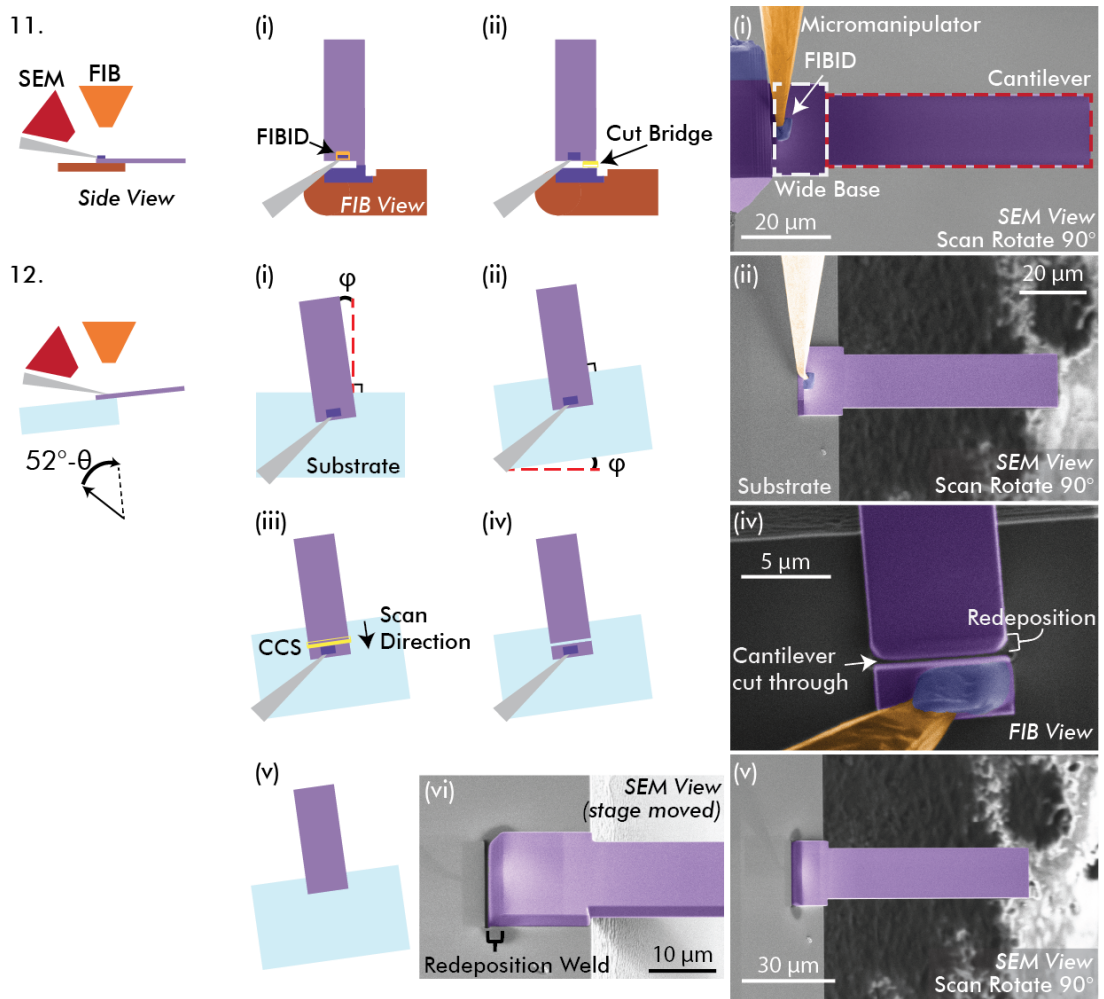 11.
SEM
FIB
Side View
(i)
FIBID
FIB View
(ii)
Cut Bridge
(i)
Micromanipulator
FIBID
Cantilever
Wide Base
20 μm
SEM View
Scan Rotate 90°
12.
52°-θ
(i)
φ
Substrate
(ii)
φ
(ii)
20 μm
Substrate
SEM View
Scan Rotate 90°
(iii)
CCS
Scan
Direction
(iv)
(iv)
5 μm
Redeposition
Cantilever
cut through
FIB View
(v)
(vi)
SEM View
(stage moved)
Redeposition Weld
10 μm
(v)
30 μm
SEM View
Scan Rotate 90°